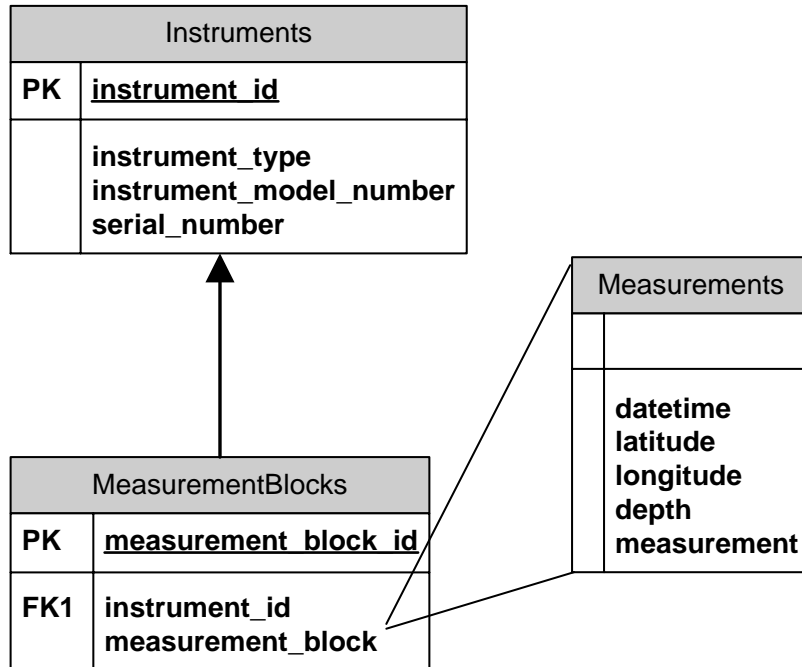 Instruments
PK instrument_id
instrument_type
instrument_model_number
serial_number
Measurements
datetime
latitude
longitude
depth
measurement
MeasurementBlocks
PK measurement_block_id
FK1 instrument_id
measurement_block